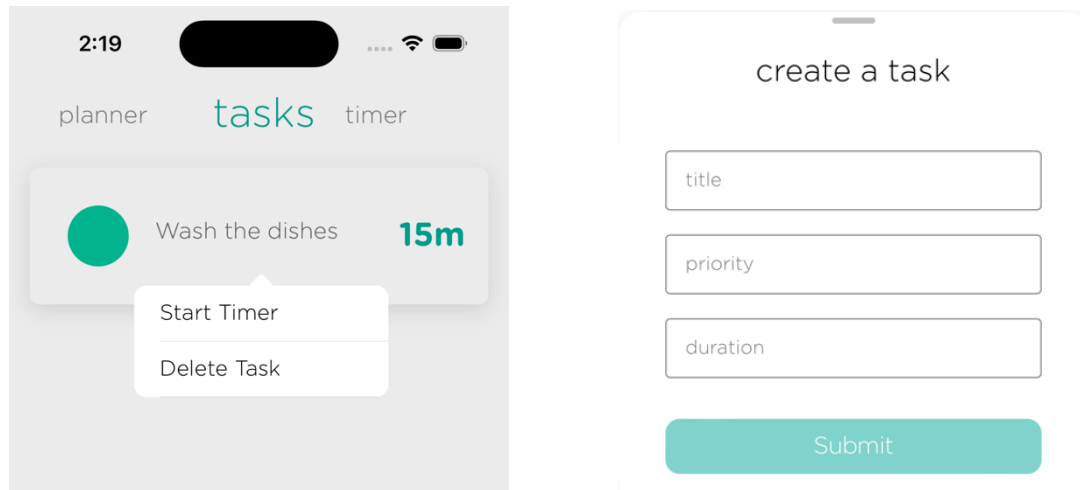 2:19
planner tasks timer
Wash the dishes 15m
Start Timer
Delete Task
create a task
title
priority
duration
Submit